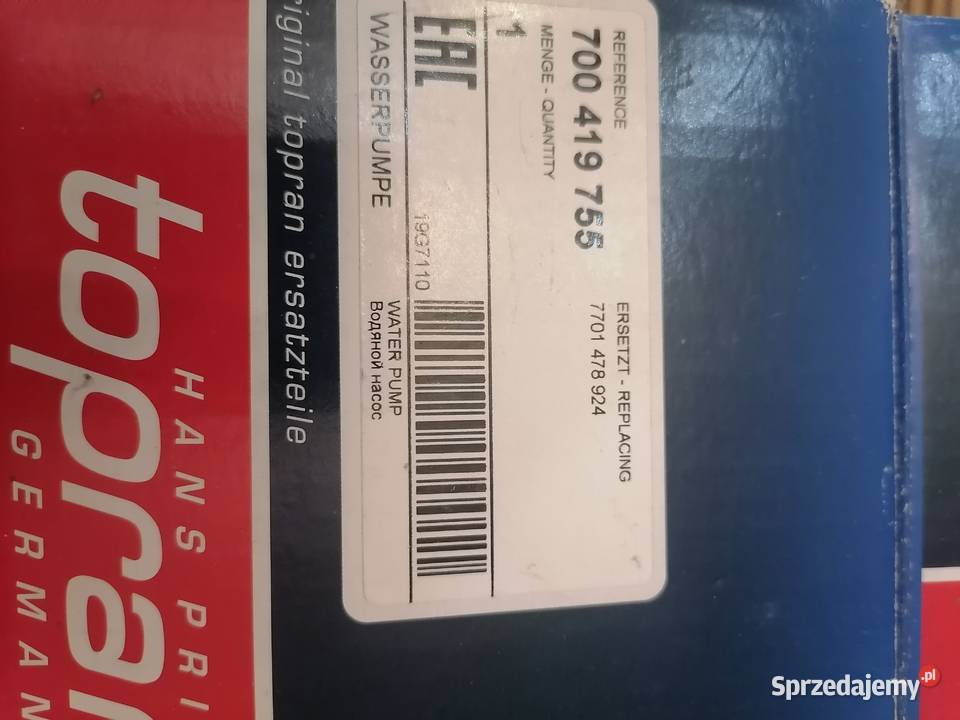 REFERENCE
700 419 755
ERSETZT - REPLACING
7701 478 924
MENGE - QUANTITY
1
EAC
19G7110
WASSERPUMPE
WATER PUMP
Водяной насос
original topran ersatzteile
HANS PRI
topran
GERMAN
Sprzedajemy.pl